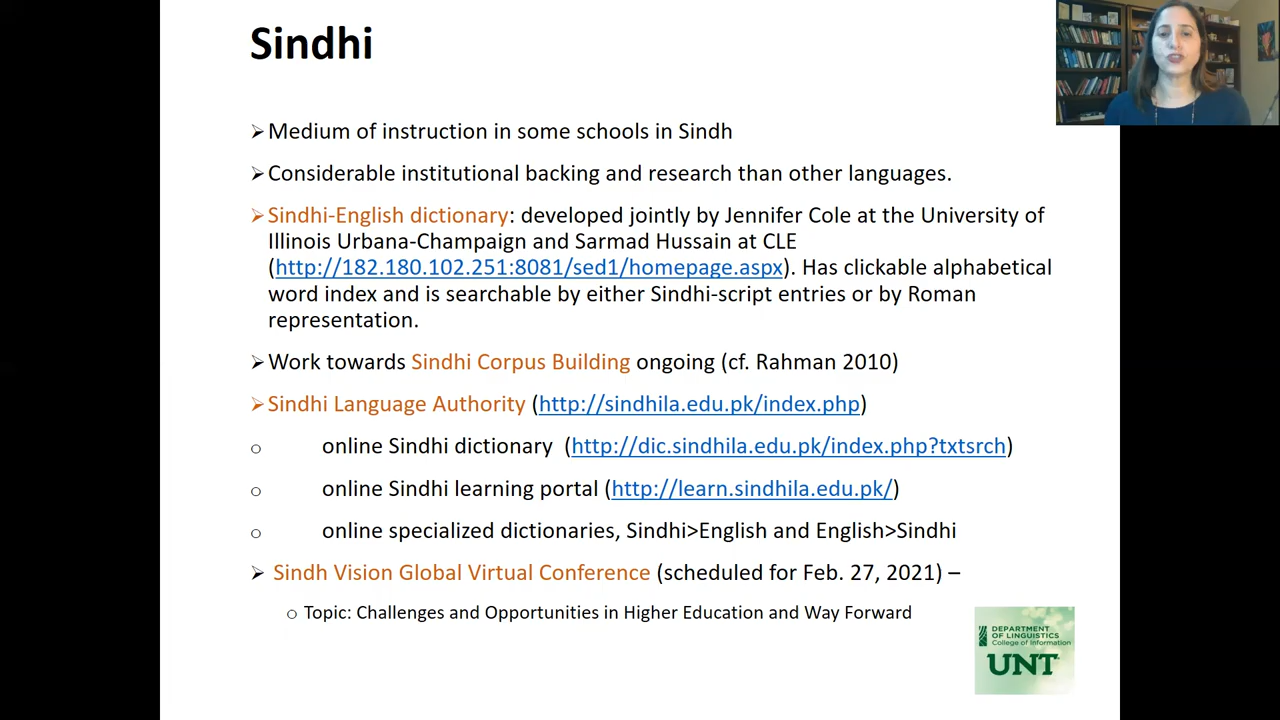 Sindhi
➢Medium of instruction in some schools in Sindh
➢Considerable institutional backing and research than other languages.
➢Sindhi-English dictionary: developed jointly by Jennifer Cole at the University of
Illinois Urbana-Champaign and Sarmad Hussain at CLE
(http://182.180.102.251:8081/sed1/homepage.aspx). Has clickable alphabetical
word index and is searchable by either Sindhi-script entries or by Roman
representation.
➢Work towards Sindhi Corpus Building ongoing (cf. Rahman 2010)
➢Sindhi Language Authority (http://sindhila.edu.pk/index.php)
o online Sindhi dictionary (http://dic.sindhila.edu.pk/index.php?txtsrch)
o online Sindhi learning portal (http://learn.sindhila.edu.pk/)
o online specialized dictionaries, Sindhi>English and English>Sindhi
➢ Sindh Vision Global Virtual Conference (scheduled for Feb. 27, 2021) –
o Topic: Challenges and Opportunities in Higher Education and Way Forward
DEPARTMENT
OF LINGUISTICS
College of Information
UNT